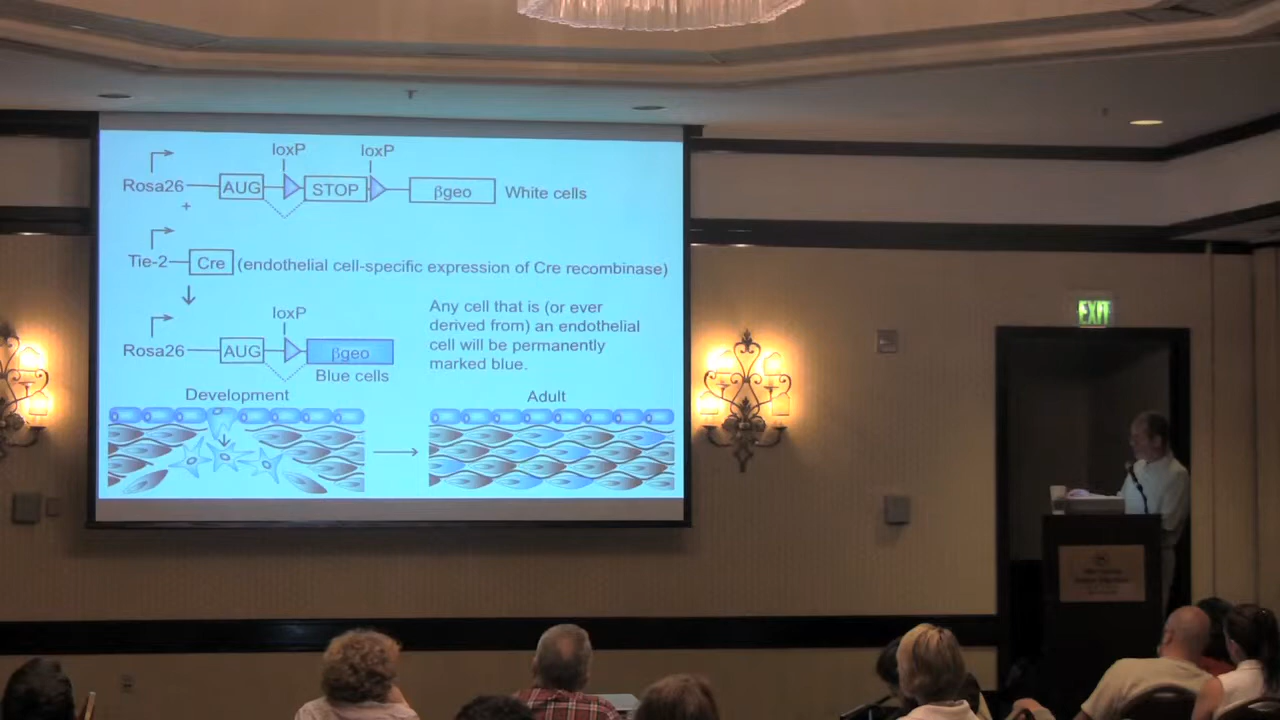 loxP loxP
Rosa26 AUG STOP βgeo White cells
+
Tie-2 Cre (endothelial cell-specific expression of Cre recombinase)
loxP
Any cell that is (or ever
derived from) an endothelial
cell will be permanently
marked blue.
Rosa26 AUG βgeo
Blue cells
Development Adult
EXIT